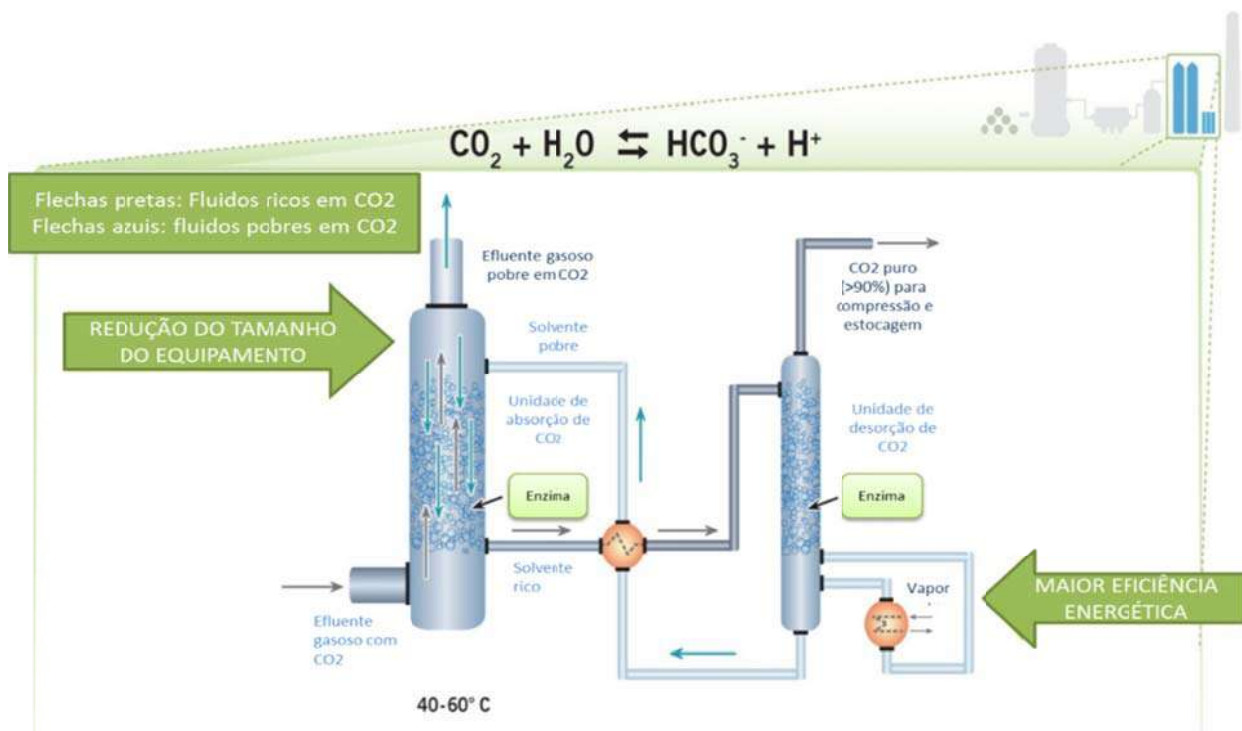 CO₂ + H₂O ⇆ HCO₃⁻ + H⁺
Flechas pretas: Fluidos ricos em CO2
Flechas azuis: fluidos pobres em CO2
Efluente gasoso
pobre em CO2
CO2 puro
(>90%) para
compressão e
estocagem
REDUÇÃO DO TAMANHO
DO EQUIPAMENTO
Solvente
pobre
Unidade de
absorção de
CO₂
Unidade de
desorção de
CO2
Enzima
Enzima
Solvente
rico
Vapor
MAIOR EFICIÊNCIA
ENERGÉTICA
Efluente
gasoso com
CO2
40-60° C